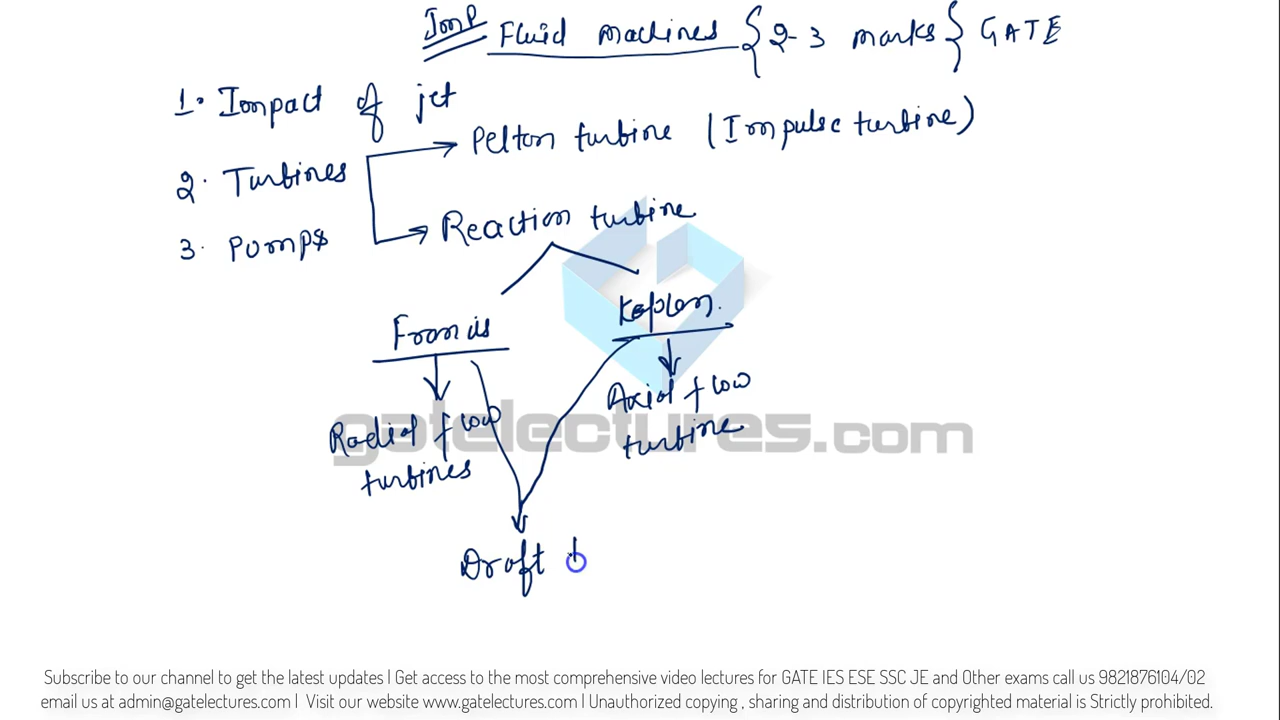 Imp Fluid machines {2-3 marks} GATE
1. Impact of jet
Pelton turbine (Impulse turbine)
2. Turbines
Reaction turbine
3. Pumps
Kaplan.
Francis
Axial flow
turbine
Radial flow
turbines
gatelectures.com
Draft t
Subscribe to our channel to get the latest updates | Get access to the most comprehensive video lectures for GATE IES ESE SSC JE and Other exams call us 9821876104/02
email us at admin@gatelectures.com | Visit our website www.gatelectures.com | Unauthorized copying , sharing and distribution of copyrighted material is Strictly prohibited.